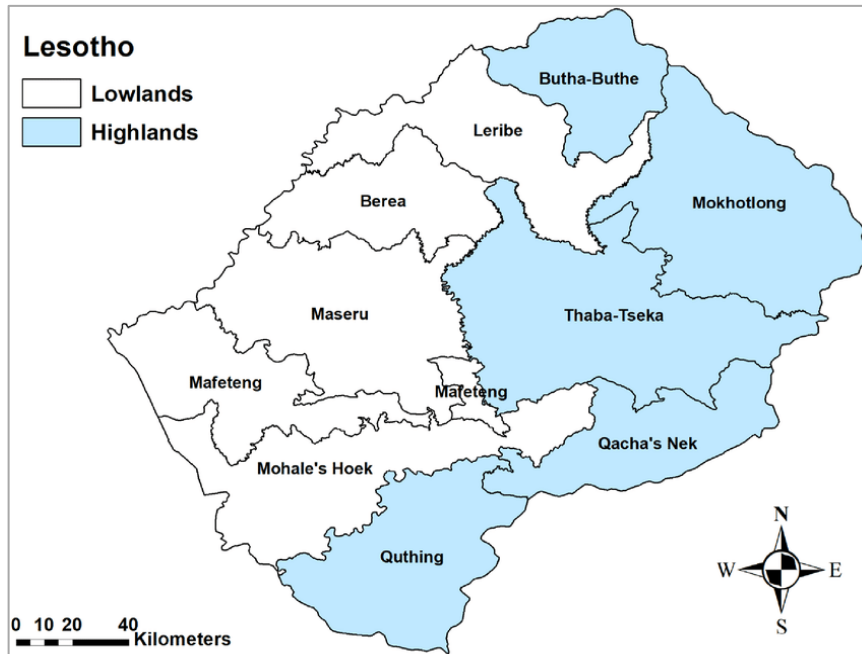 Lesotho
Lowlands
Highlands
Butha-Buthe
Leribe
Berea
Mokhotlong
Maseru
Thaba-Tseka
Mafeteng
Mafeteng
Qacha's Nek
Mohale's Hoek
Quthing
N
W E
S
0 10 20 40
Kilometers